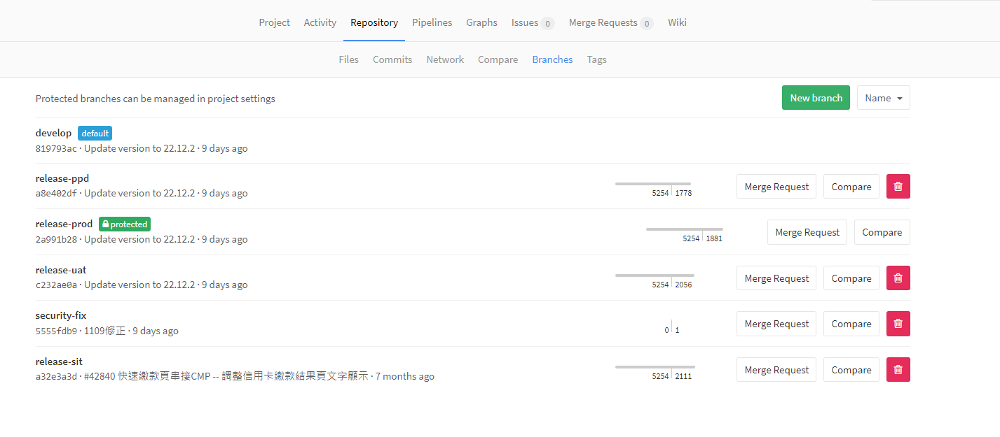 Project Activity Repository Pipelines Graphs Issues 0 Merge Requests 0 Wiki
Files Commits Network Compare Branches Tags
Protected branches can be managed in project settings New branch Name
develop default
819793ac · Update version to 22.12.2 · 9 days ago
release-ppd
a8e402df · Update version to 22.12.2 · 9 days ago
5254 1778 Merge Request Compare
release-prod protected
2a991b28 · Update version to 22.12.2 · 9 days ago
5254 1881 Merge Request Compare
release-uat
c232ae0a · Update version to 22.12.2 · 9 days ago
5254 2056 Merge Request Compare
security-fix
5555fdb9 · 1109修正 · 9 days ago
0 1 Merge Request Compare
release-sit
a32e3a3d · #42840 快速繳款頁串接CMP -- 調整信用卡繳款結果頁文字顯示 · 7 months ago
5254 2111 Merge Request Compare